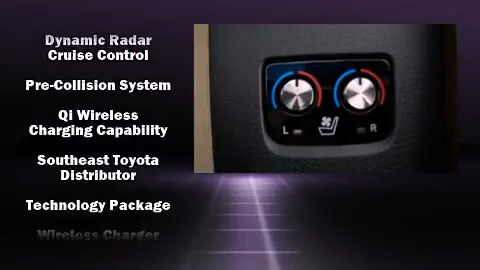 Dynamic Radar
Cruise Control
Pre-Collision System
Qi Wireless
Charging Capability
Southeast Toyota
Distributor
Technology Package
Wireless Charger
L
R